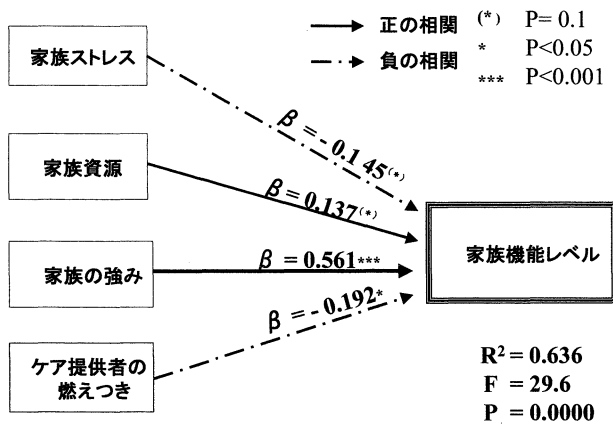 正の相関 (*) P= 0.1
負の相関 * P<0.05
*** P<0.001
家族ストレス
β = - 0.1 45(*)
家族資源
β = 0.137(*)
家族の強み
β = 0.561***
家族機能レベル
β = - 0.192*
ケア提供者の
燃えつき
R² = 0.636
F = 29.6
P = 0.0000